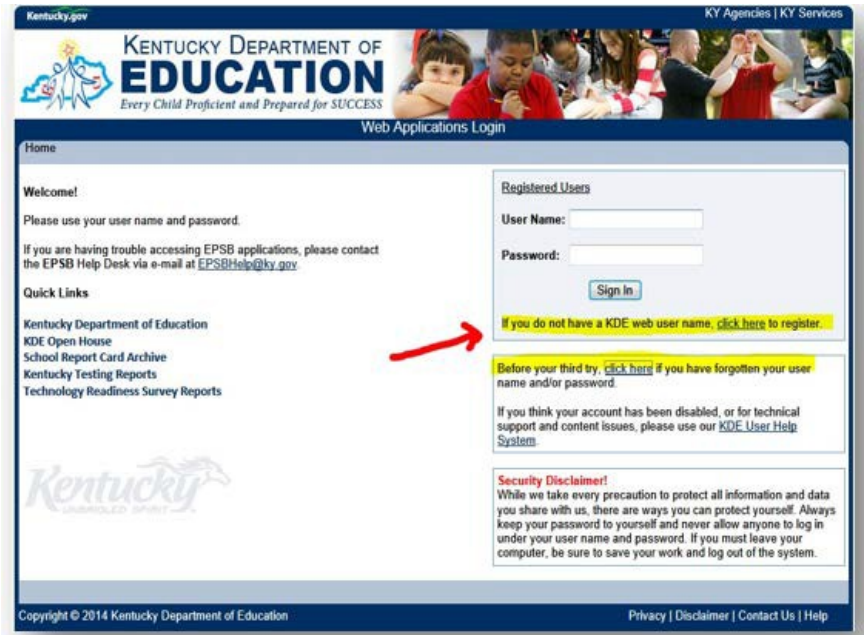 Kentucky.gov
KY Agencies | KY Services
KENTUCKY DEPARTMENT OF
EDUCATION
Every Child Proficient and Prepared for SUCCESS
Web Applications Login
Home
Welcome!
Please use your user name and password.
If you are having trouble accessing EPSB applications, please contact
the EPSB Help Desk via e-mail at EPSBHelp@ky.gov.
Quick Links
Kentucky Department of Education
KDE Open House
School Report Card Archive
Kentucky Testing Reports
Technology Readiness Survey Reports
Kentucky
UNBRIDLED SPIRIT
Registered Users
User Name:
Password:
Sign In
If you do not have a KDE web user name, click here to register.
Before your third try, click here if you have forgotten your user
name and/or password.
If you think your account has been disabled, or for technical
support and content issues, please use our KDE User Help
System.
Security Disclaimer!
While we take every precaution to protect all information and data
you share with us, there are ways you can protect yourself. Always
keep your password to yourself and never allow anyone to log in
under your user name and password. If you must leave your
computer, be sure to save your work and log out of the system.
Copyright © 2014 Kentucky Department of Education
Privacy | Disclaimer | Contact Us | Help